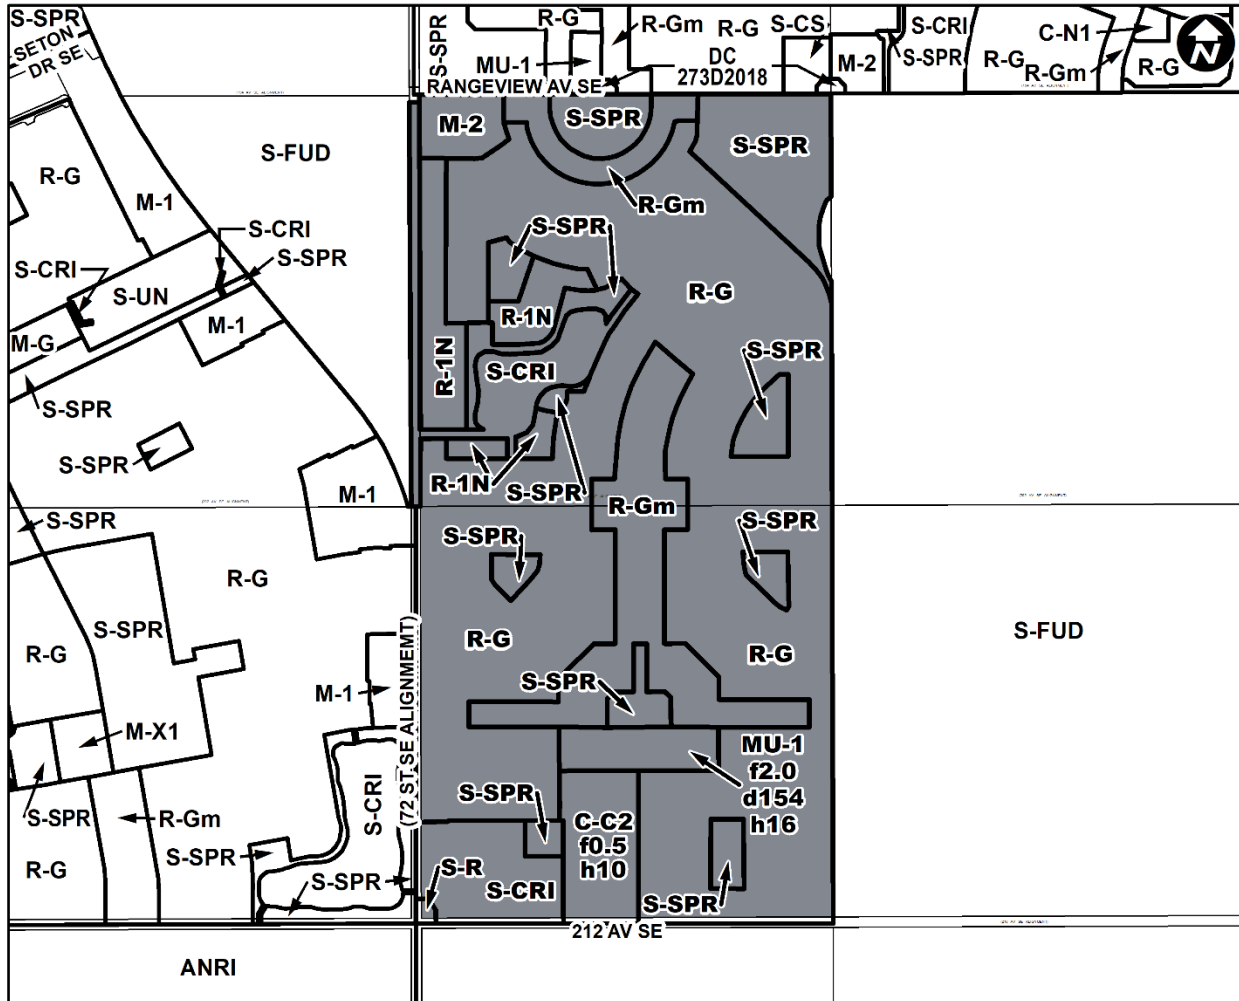 S-SPR
SETON
DR SE
S-SPR
R-G
R-Gm
R-G
S-CS
S-CRI
C-N1
MU-1
DC
273D2018
M-2
S-SPR
R-G
R-Gm
R-G
N
RANGEVIEW AV SE
M-2
S-SPR
S-SPR
S-FUD
R-G
M-1
R-Gm
S-CRI
S-SPR
S-SPR
S-CRI
S-UN
R-G
M-1
R-1N
M-G
S-SPR
R-1N
S-CRI
S-SPR
S-SPR
M-1
R-1N
S-SPR
R-Gm
S-SPR
S-SPR
S-SPR
R-G
S-SPR
R-G
R-G
R-G
S-FUD
M-1
S-SPR
(72 ST SE ALIGNMEMT)
M-X1
MU-1
f2.0
d154
h16
S-SPR
S-SPR
R-Gm
S-CRI
C-C2
f0.5
h10
S-SPR
R-G
S-SPR
S-R
S-CRI
S-SPR
212 AV SE
ANRI